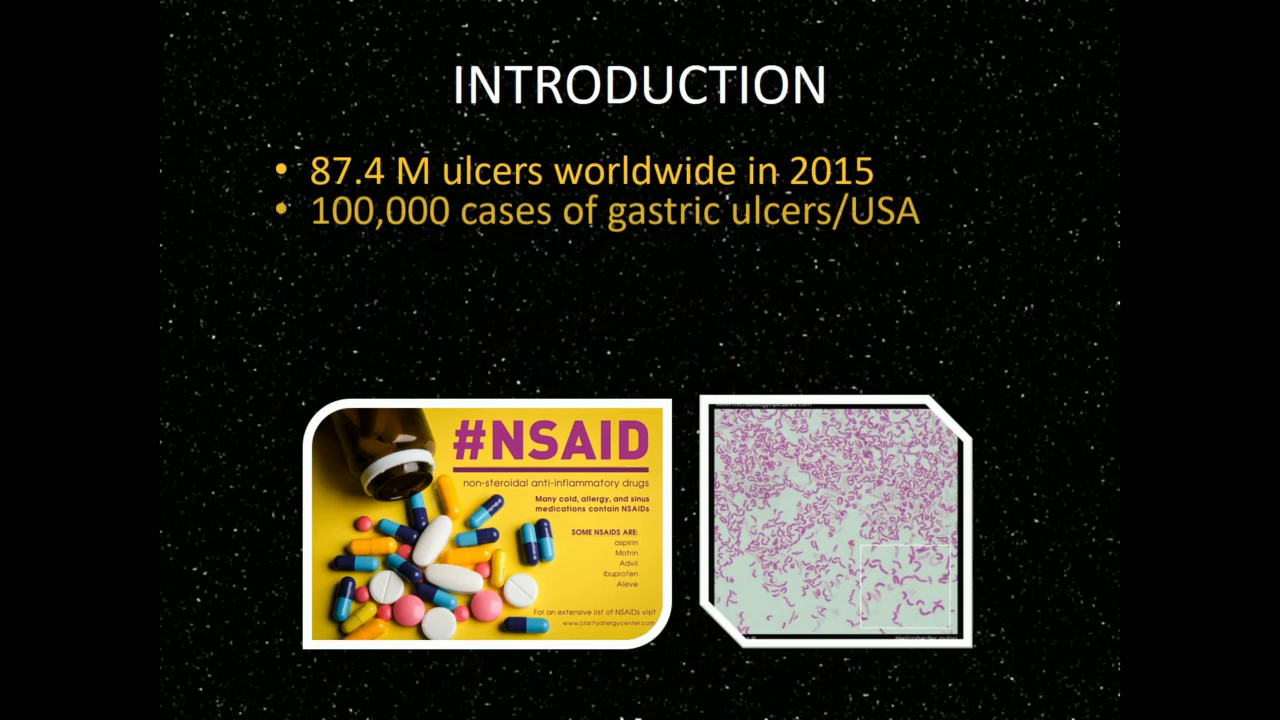 INTRODUCTION
• 87.4 M ulcers worldwide in 2015
• 100,000 cases of gastric ulcers/USA
#NSAID
non-steroidal anti-inflammatory drugs
Many cold, allergy, and sinus
medications contain NSAIDs
SOME NSAIDS ARE:
aspirin
Motrin
Advil
ibuprofen
Aleve
For an extensive list of NSAIDs visit
www.clarityallergycenter.com
Helicobacter pylori